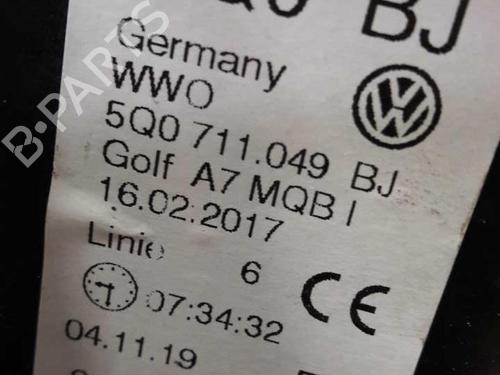 BJ
Germany
WWO
5Q0 711.049 BJ
Golf A7 MQB I
16.02.2017
Linie 6
07:34:32
CE
04.11.19
B-PARTS